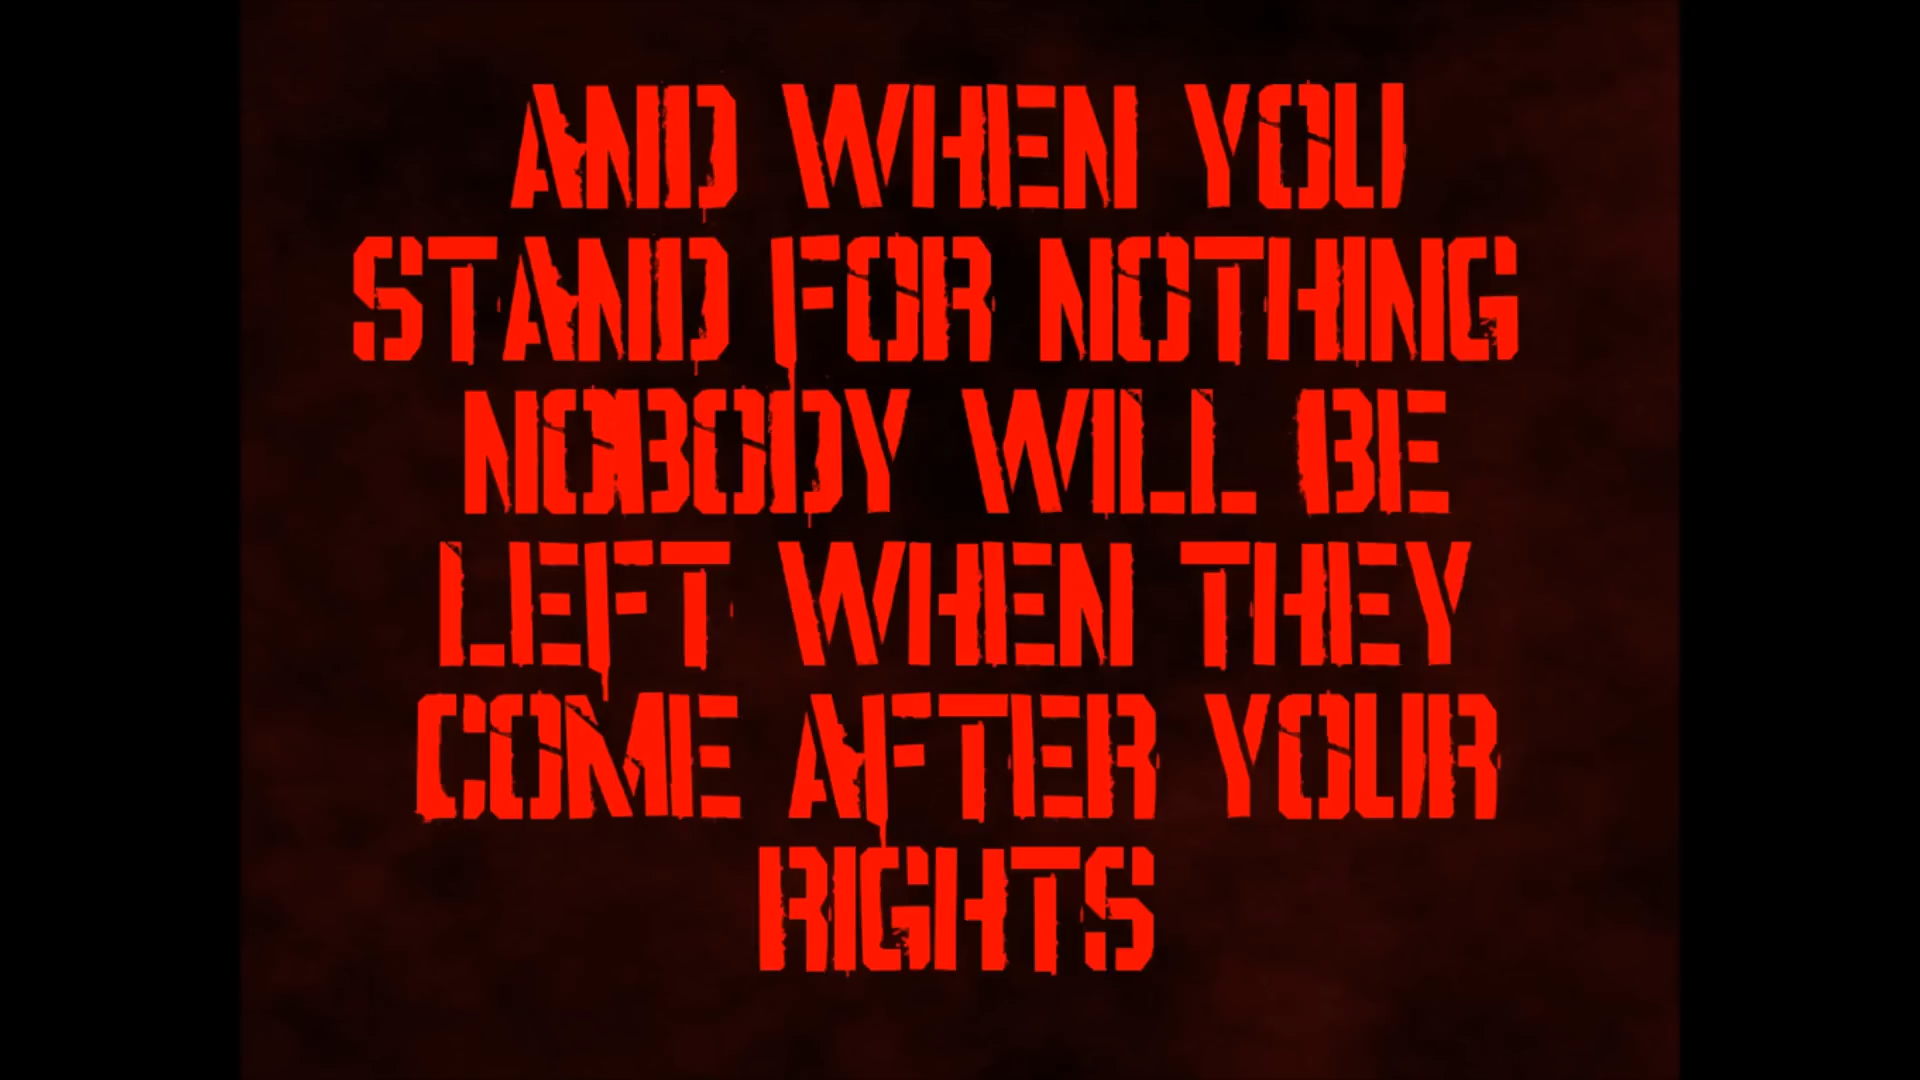 AND WHEN YOU
STAND FOR NOTHING
NOBODY WILL BE
LEFT WHEN THEY
COME AFTER YOUR
RIGHTS